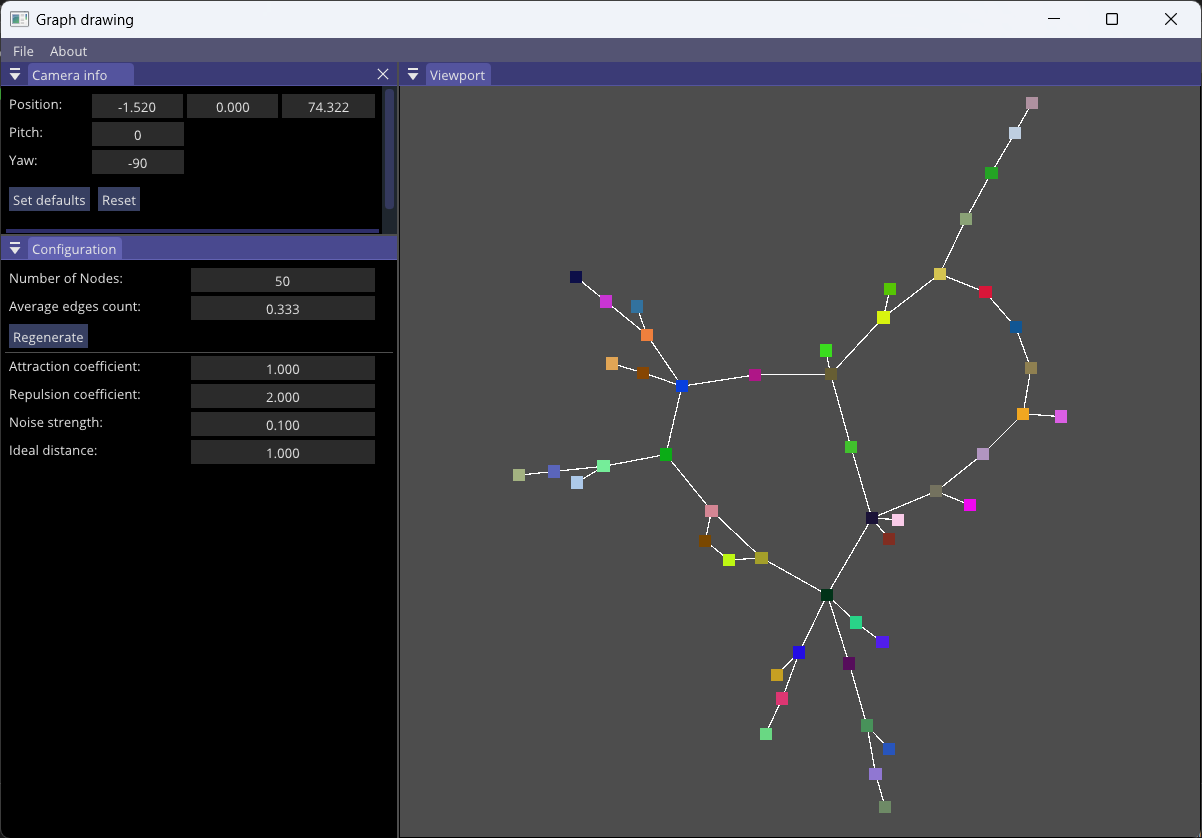 Graph drawing
File About
Camera info
Viewport
Position: -1.520 0.000 74.322
Pitch: 0
Yaw: -90
Set defaults Reset
Configuration
Number of Nodes: 50
Average edges count: 0.333
Regenerate
Attraction coefficient: 1.000
Repulsion coefficient: 2.000
Noise strength: 0.100
Ideal distance: 1.000